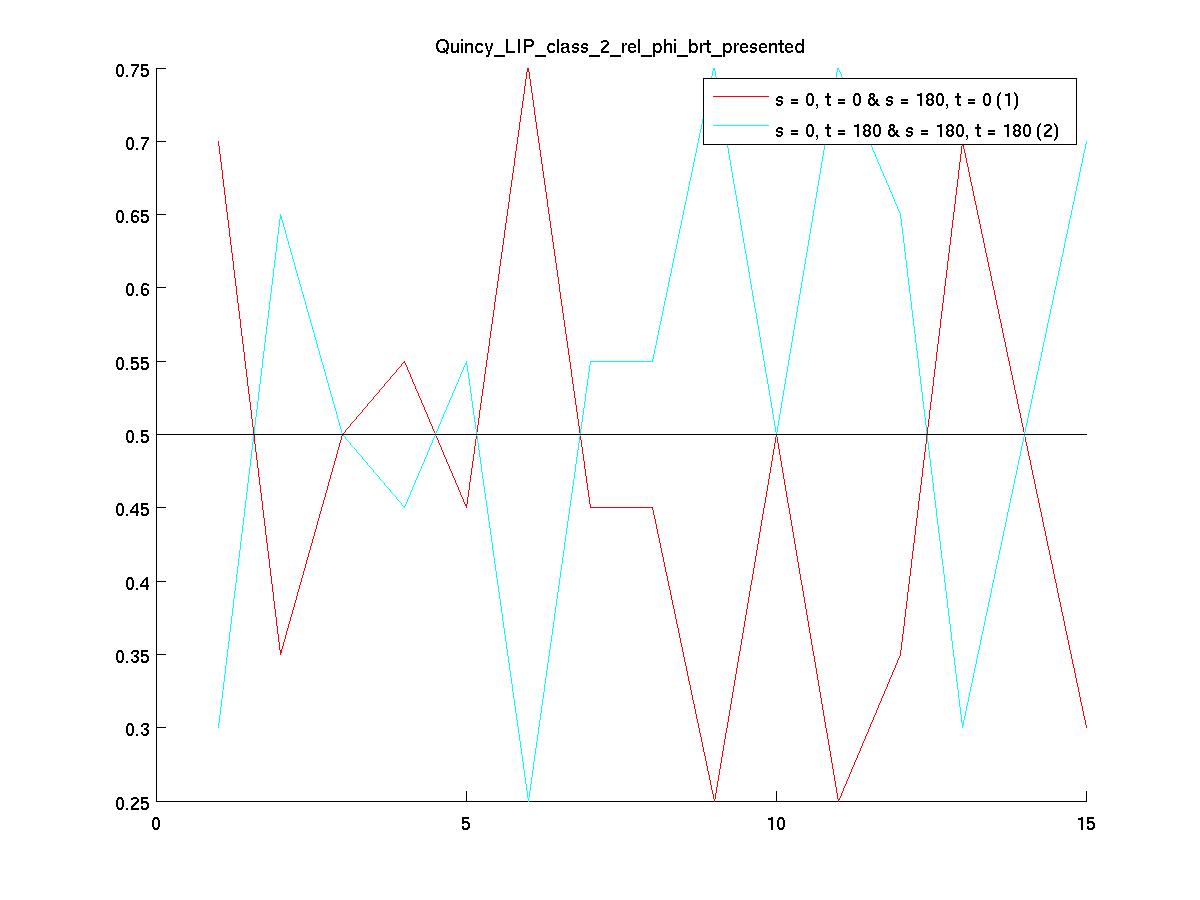 Quincy_LIP_class_2_rel_phi_brt_presented
s = 0, t = 0 & s = 180, t = 0 (1)
s = 0, t = 180 & s = 180, t = 180 (2)
0.75
0.7
0.65
0.6
0.55
0.5
0.45
0.4
0.35
0.3
0.25
0 5 10 15